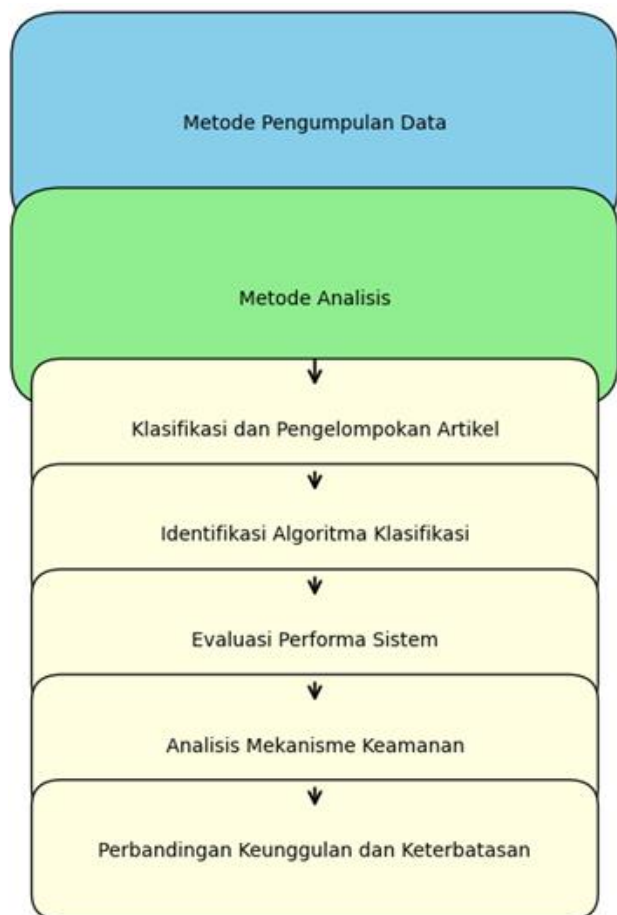 Metode Pengumpulan Data
Metode Analisis
Klasifikasi dan Pengelompokan Artikel
Identifikasi Algoritma Klasifikasi
Evaluasi Performa Sistem
Analisis Mekanisme Keamanan
Perbandingan Keunggulan dan Keterbatasan